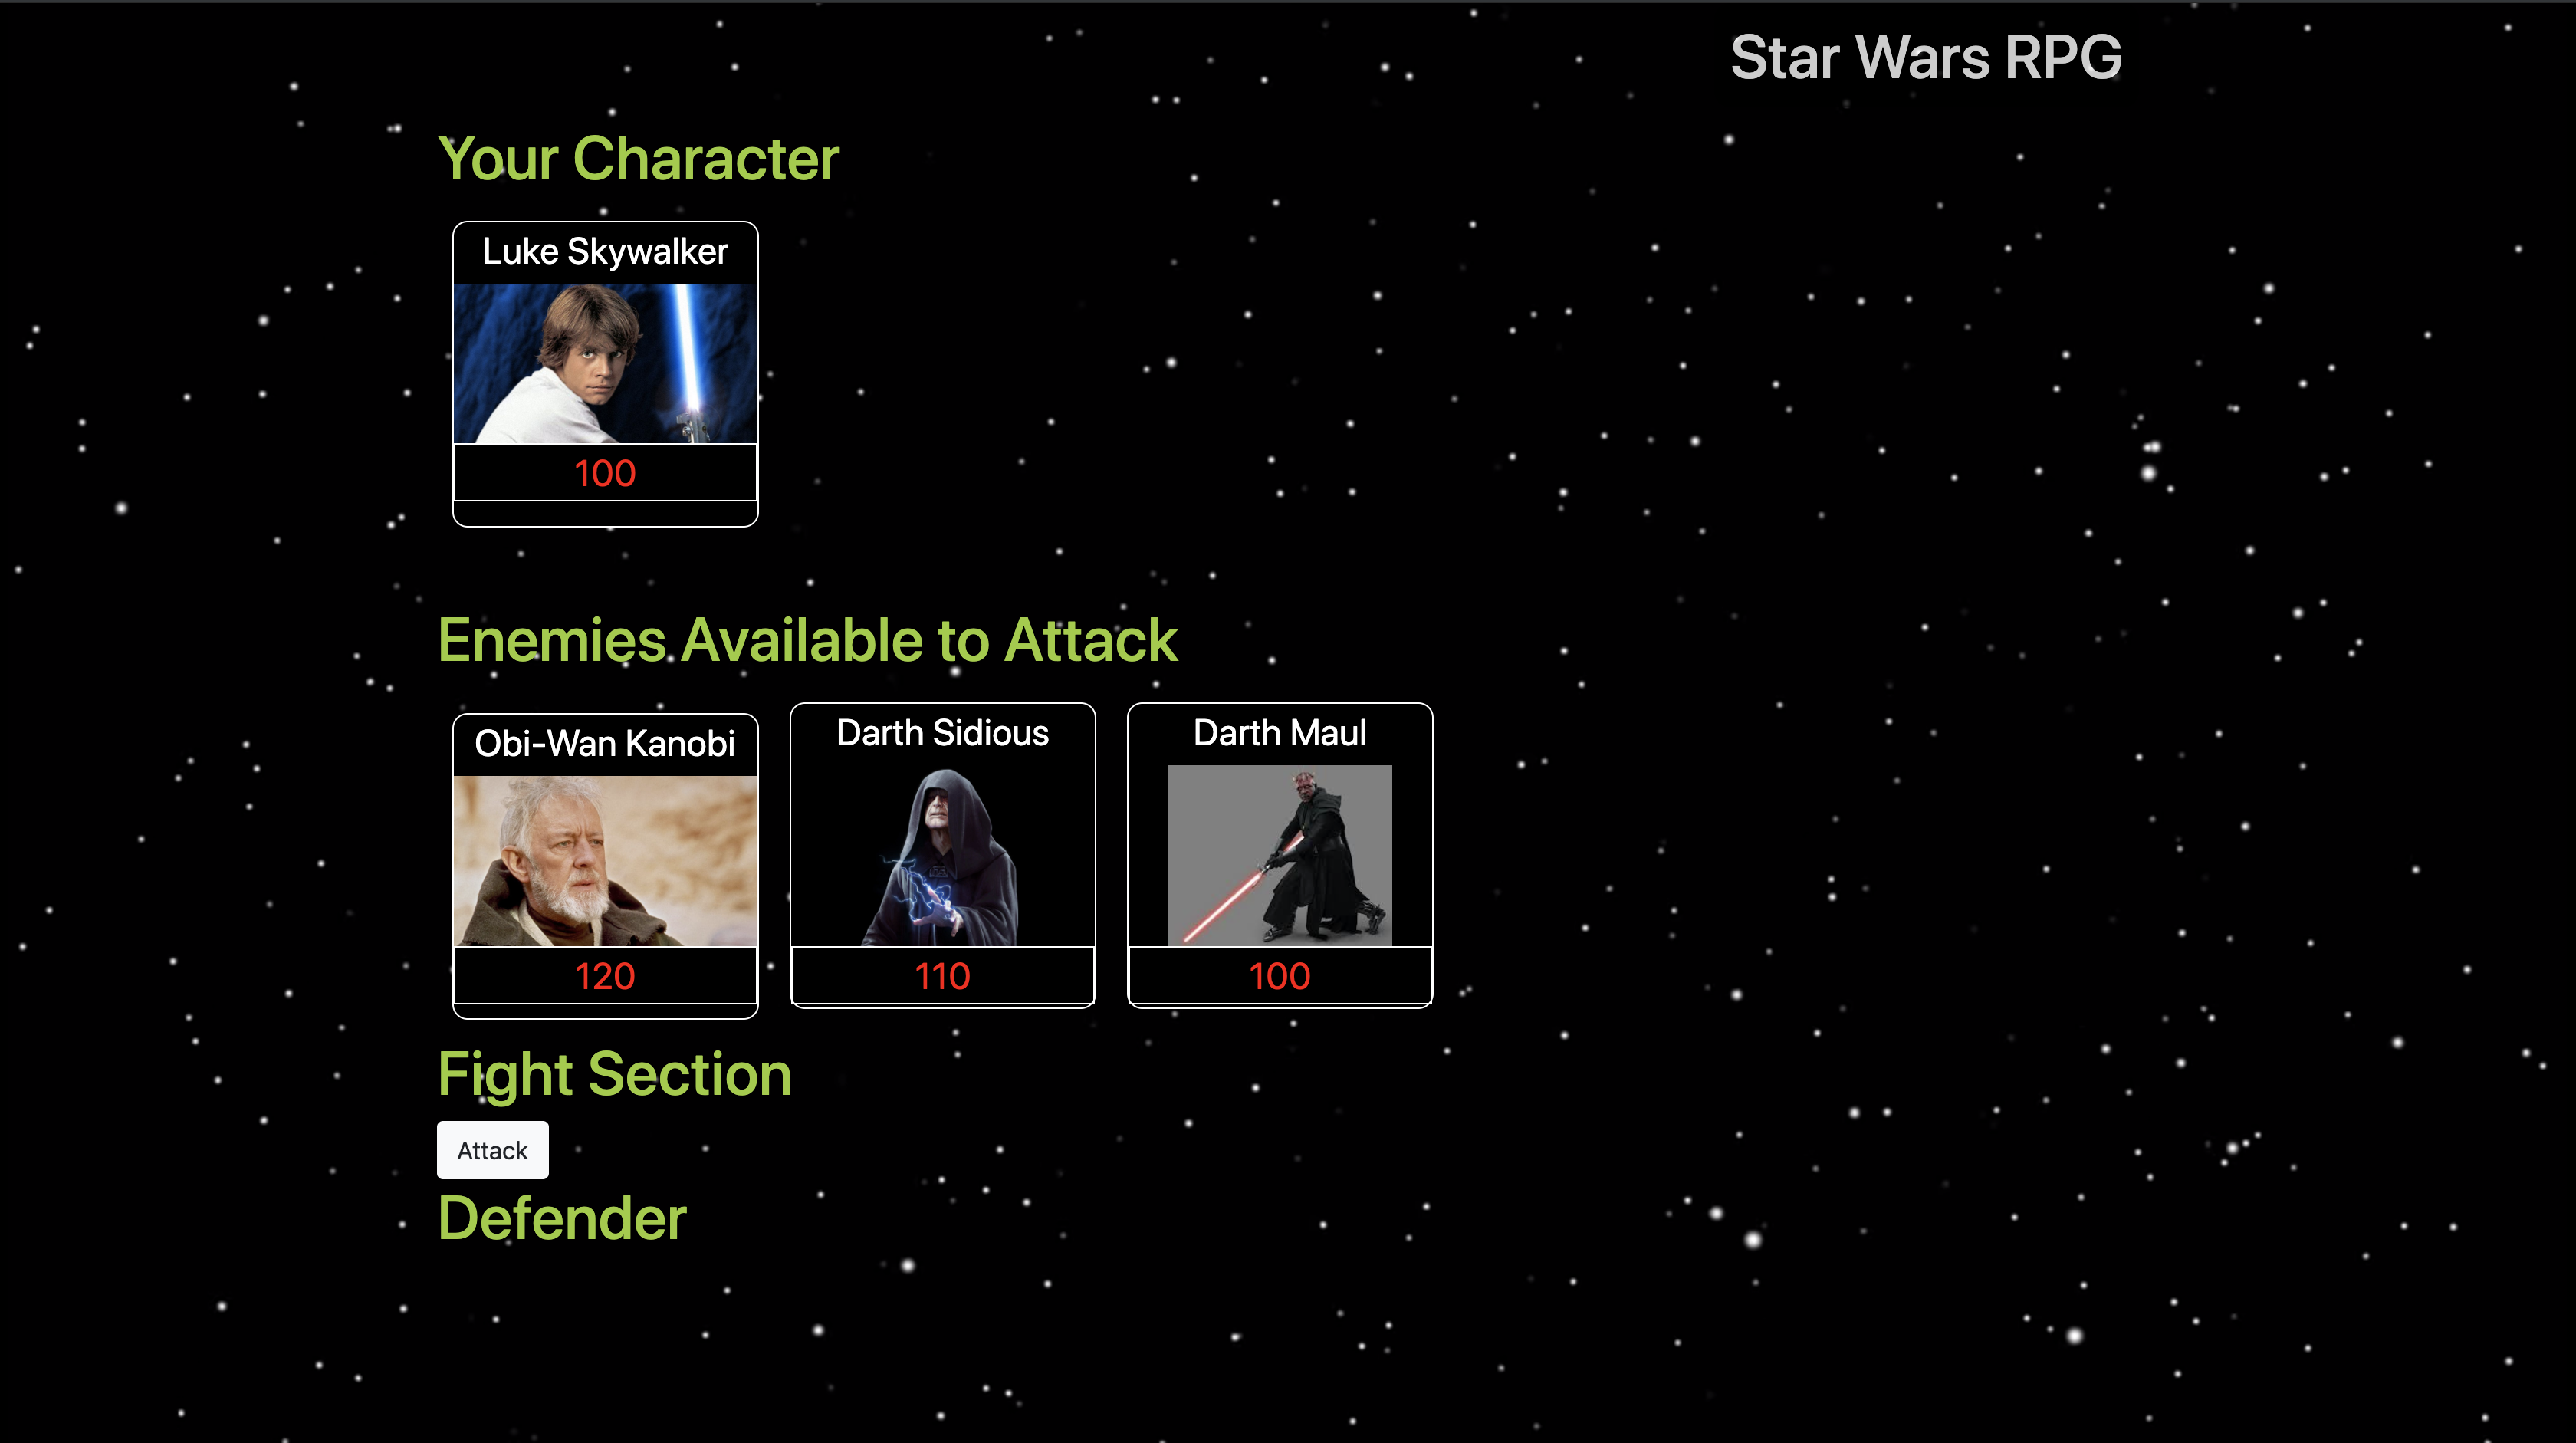 Star Wars RPG
Your Character
Luke Skywalker
100
Enemies Available to Attack
Obi-Wan Kanobi
Darth Sidious
Darth Maul
120
110
100
Fight Section
Attack
Defender